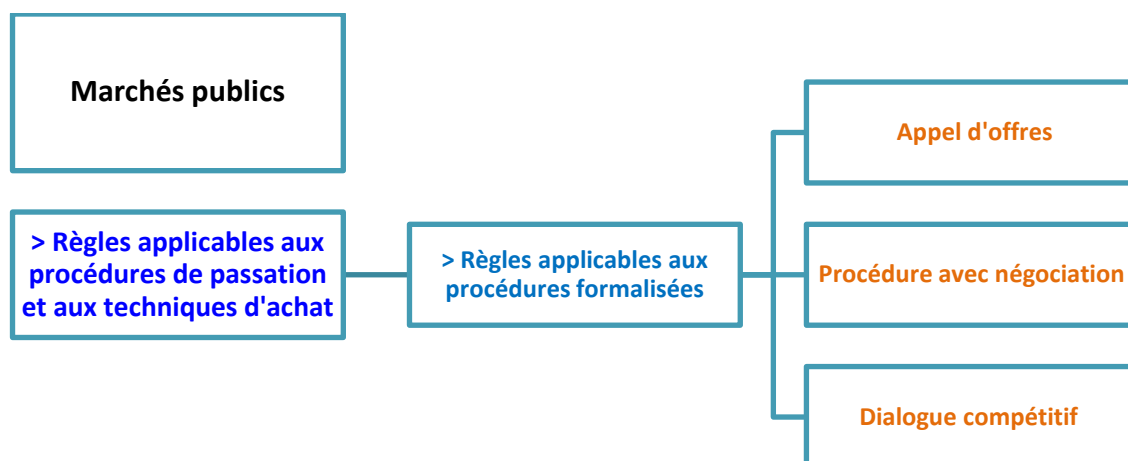 Marchés publics
> Règles applicables aux
procédures de passation
et aux techniques d'achat
> Règles applicables aux
procédures formalisées
Appel d'offres
Procédure avec négociation
Dialogue compétitif